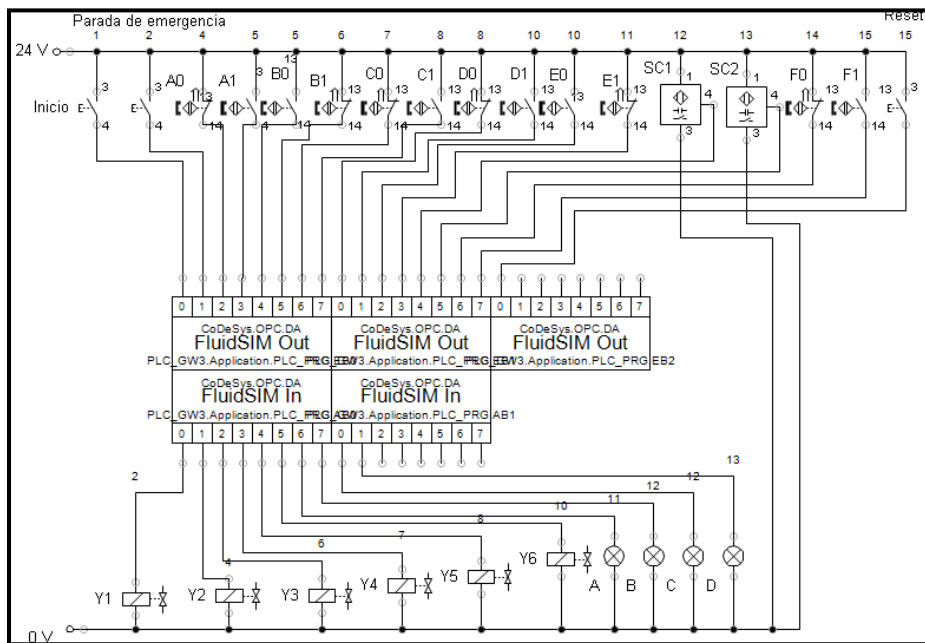 Parada de emergencia Reset
1 2 4 5 5 6 7 8 8 10 10 11 12 13 14 15 15
24 V
13
3 3 A0 13 A1 3 B0 B1 13 C0 13 C1 D0 13 D1 13 E0 13 E1 13 SC1 1 SC2 1 F0 13 F1 13 3
Inicio E E 4 4 E
4 4 14 14 14 14 14 14 14 14 14 14 3 3 14 14 4
0 1 2 3 4 5 6 7 0 1 2 3 4 5 6 7 0 1 2 3 4 5 6 7
CoDeSys.OPC.DA CoDeSys.OPC.DA CoDeSys.OPC.DA
FluidSIM Out FluidSIM Out FluidSIM Out
PLC_GW3.Application.PLC_PRG.EB2
CoDeSys.OPC.DA CoDeSys.OPC.DA
FluidSIM In FluidSIM In
PLC_GW3.Application.PLC_PRG.AB1
0 1 2 3 4 5 6 7 0 1 2 3 4 5 6 7
2 4 6 7 8 10 11 12 12 13
Y1 Y2 Y3 Y4 Y5 Y6 A B C D
0 V